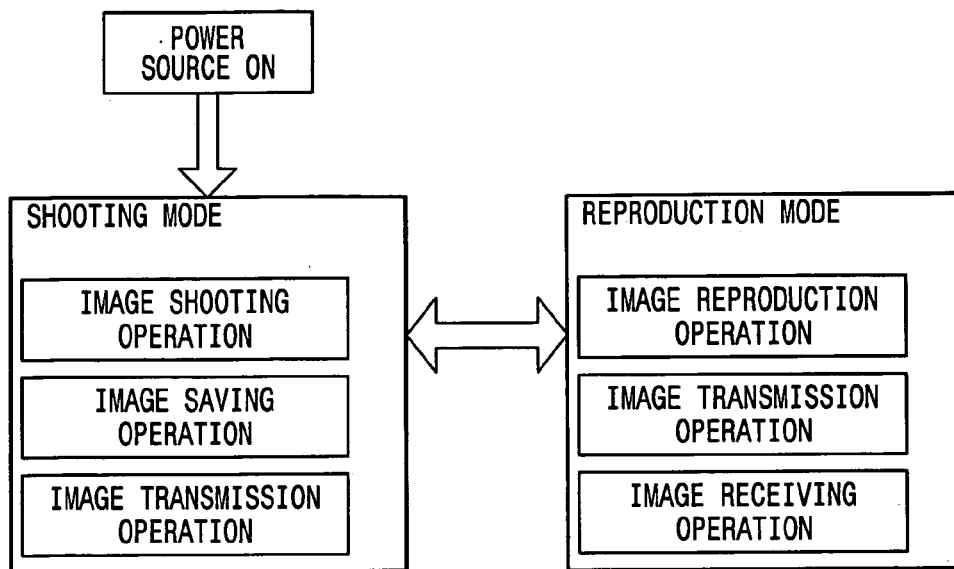 POWER
SOURCE ON
SHOOTING MODE
IMAGE SHOOTING
OPERATION
IMAGE SAVING
OPERATION
IMAGE TRANSMISSION
OPERATION
REPRODUCTION MODE
IMAGE REPRODUCTION
OPERATION
IMAGE TRANSMISSION
OPERATION
IMAGE RECEIVING
OPERATION